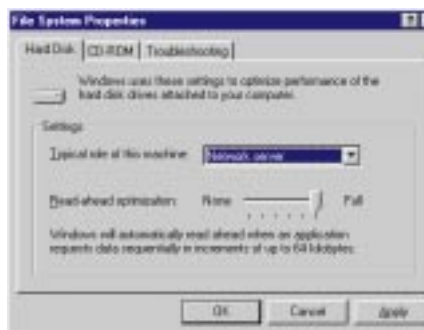 File System Properties
Hard Disk CD-ROM Troubleshooting
Windows uses these settings to optimize performance of the
hard disk drives attached to your computer.
Settings
Typical role of this machine: Network server
Read-ahead optimization: None Full
Windows will automatically read ahead when an application
requests data sequentially in increments of up to 64 kilobytes.
OK Cancel Apply